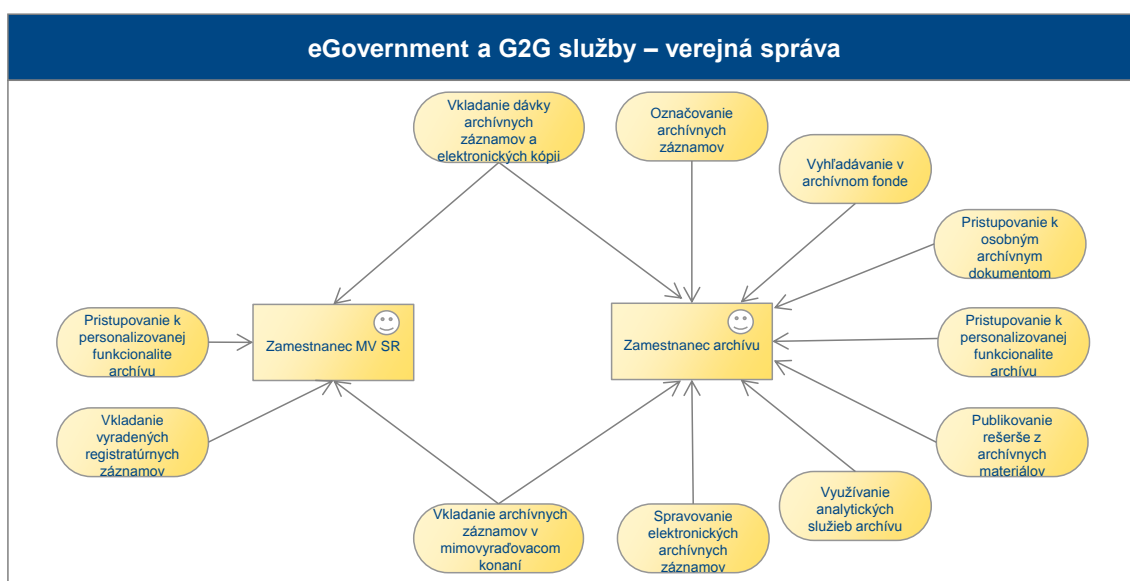 eGovernment a G2G služby – verejná správa
Vkladanie dávky
archívnych
záznamov a
elektronických kópií
Označovanie
archívnych
záznamov
Vyhľadávanie v
archívnom fonde
Pristupovanie k
osobným
archívnym
dokumentom
Pristupovanie k
personalizovanej
funkcionalite
archívu
Zamestnanec MV SR
Zamestnanec archívu
Pristupovanie k
personalizovanej
funkcionalite
archívu
Vkladanie
vyradených
registratúrnych
záznamov
Publikovanie
rešerše z
archívnych
materiálov
Vkladanie archívnych
záznamov v
mimovyraďovacom
konaní
Spravovanie
elektronických
archívnych
záznamov
Využívanie
analytických
služieb archívu